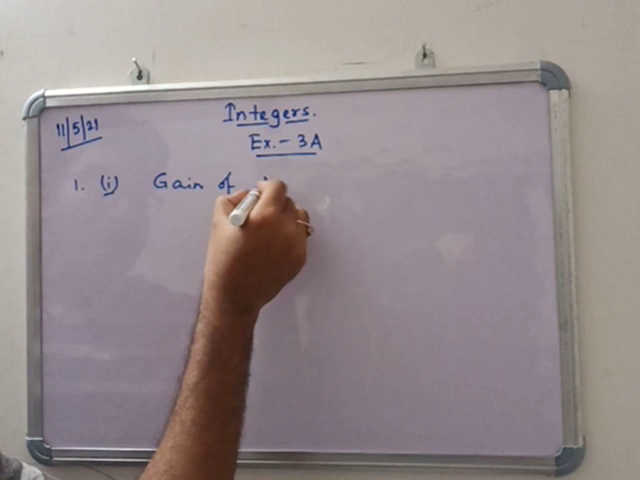 11/5/21
Integers.
Ex.- 3A
1. (i) Gain of